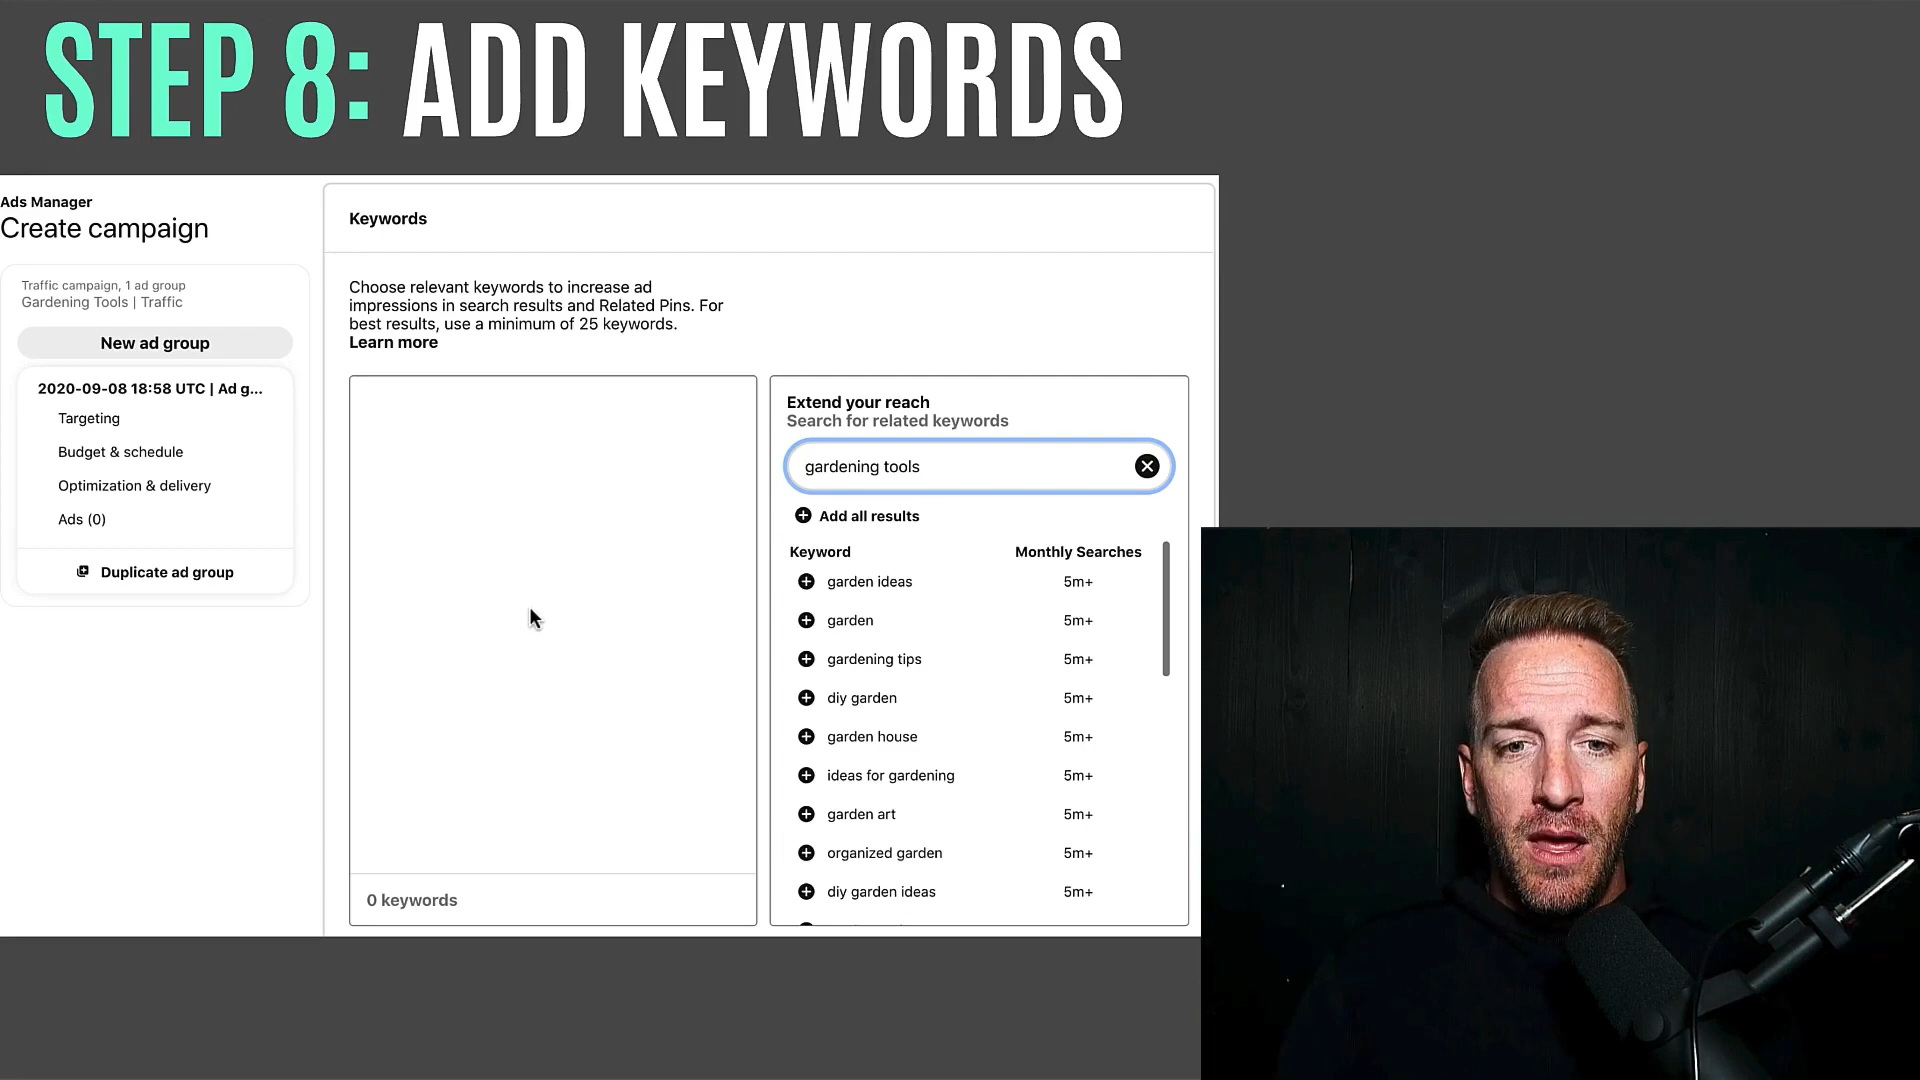 STEP 8: ADD KEYWORDS
Ads Manager
Create campaign
Traffic campaign, 1 ad group
Gardening Tools | Traffic
New ad group
2020-09-08 18:58 UTC | Ad g...
Targeting
Budget & schedule
Optimization & delivery
Ads (0)
Duplicate ad group
Keywords
Choose relevant keywords to increase ad
impressions in search results and Related Pins. For
best results, use a minimum of 25 keywords.
Learn more
0 keywords
Extend your reach
Search for related keywords
gardening tools
Add all results
Keyword Monthly Searches
garden ideas 5m+
garden 5m+
gardening tips 5m+
diy garden 5m+
garden house 5m+
ideas for gardening 5m+
garden art 5m+
organized garden 5m+
diy garden ideas 5m+